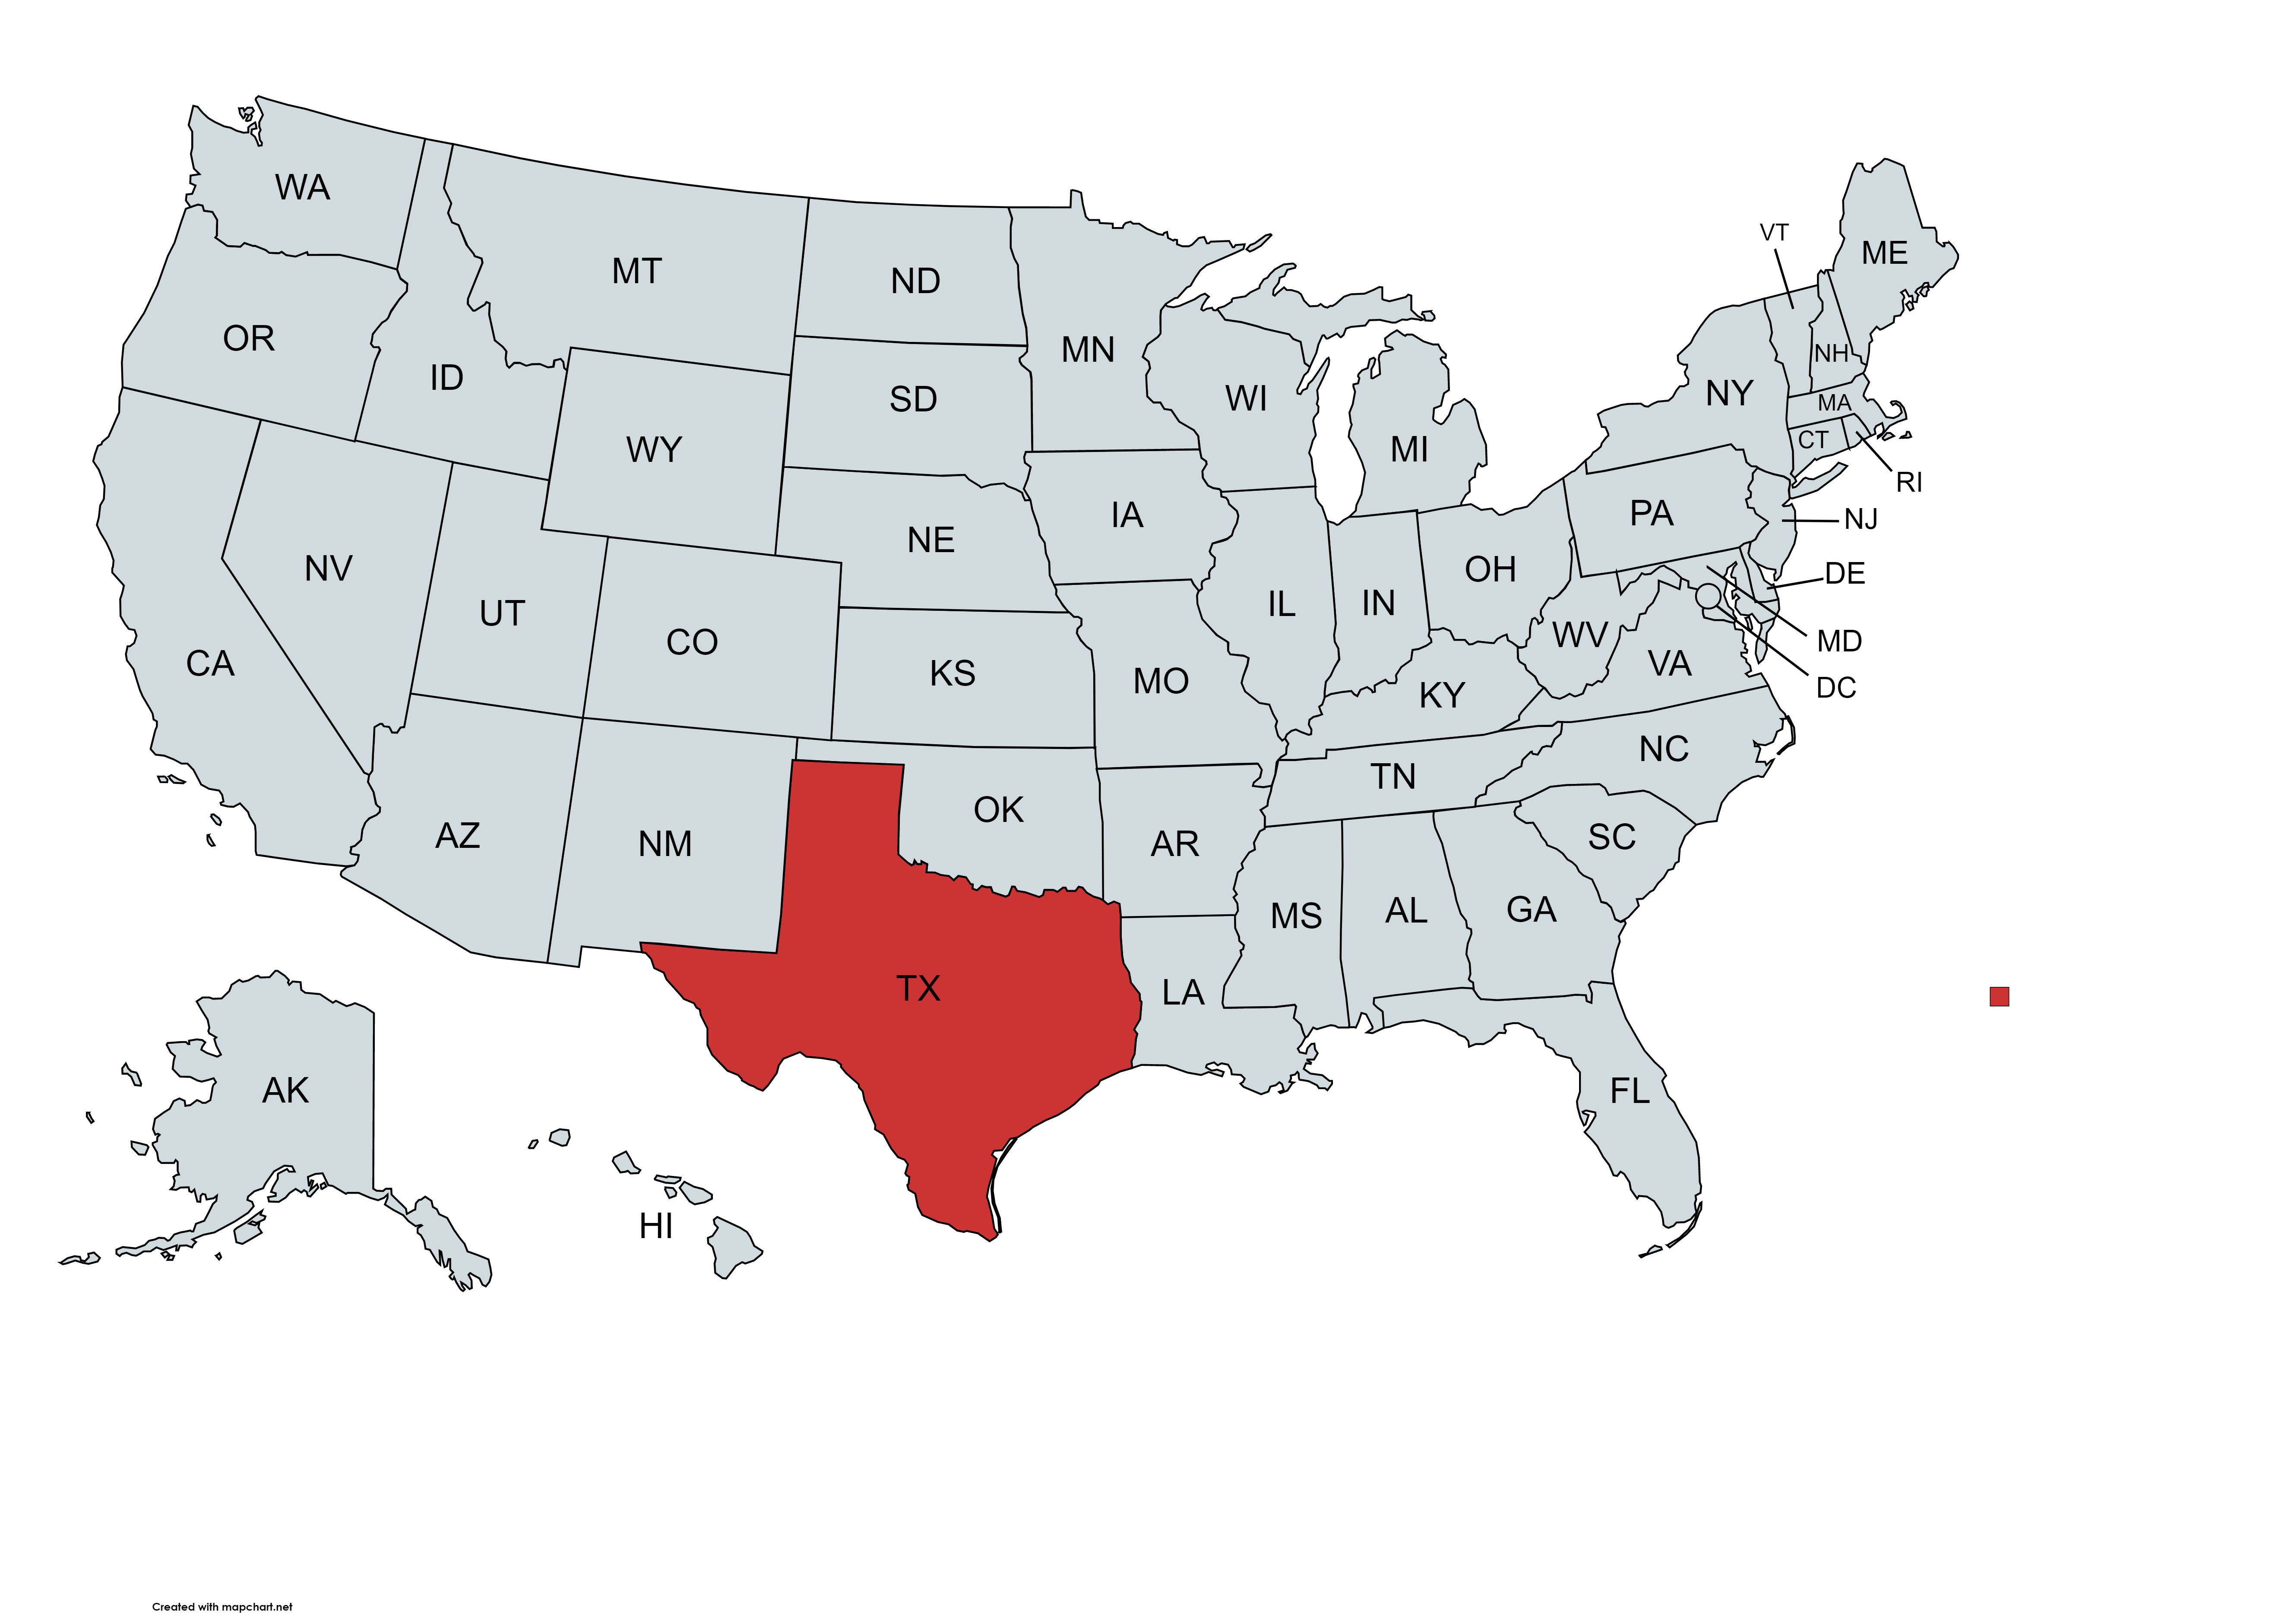 WA
MT
ND
MN
VT
ME
OR
ID
SD
WI
NH
NY
MA
CT
WY
MI
RI
IA
PA
NJ
NE
NV
OH
DE
UT
IL
IN
CO
WV
MD
CA
KS
MO
VA
DC
KY
NC
TN
OK
AZ
NM
AR
SC
MS
AL
GA
TX
LA
AK
FL
HI
Created with mapchart.net